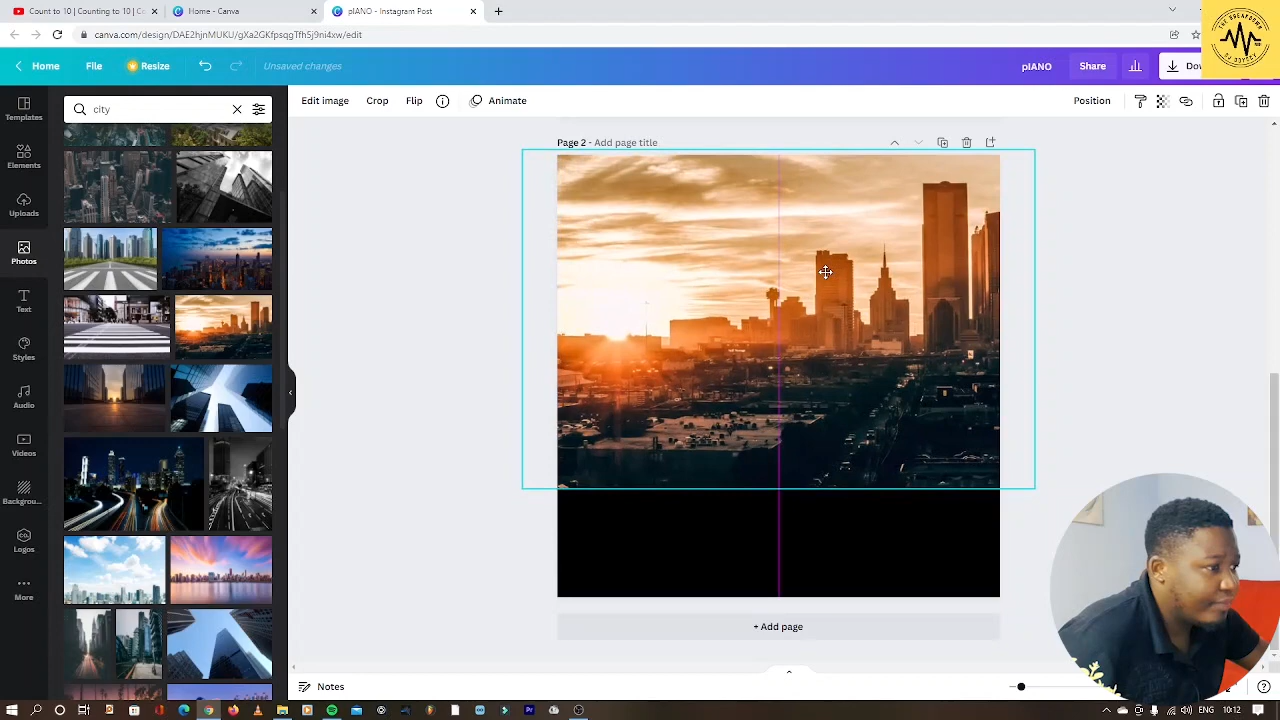 Count to 10 | Counting to 10 | C
Home - Canva
pIANO - Instagram Post
canva.com/design/DAE2hjnMUKU/gXa2GKfpsqgTfh5j9ni4xw/edit
Home
File
Resize
Unsaved changes
pIANO
Share
Dow
Templates
Elements
Uploads
Photos
Text
Styles
Audio
Videos
Backgrou...
Logos
More
city
Edit image
Crop
Flip
Animate
Position
Page 2 - Add page title
+ Add page
Notes
ENG
10:12